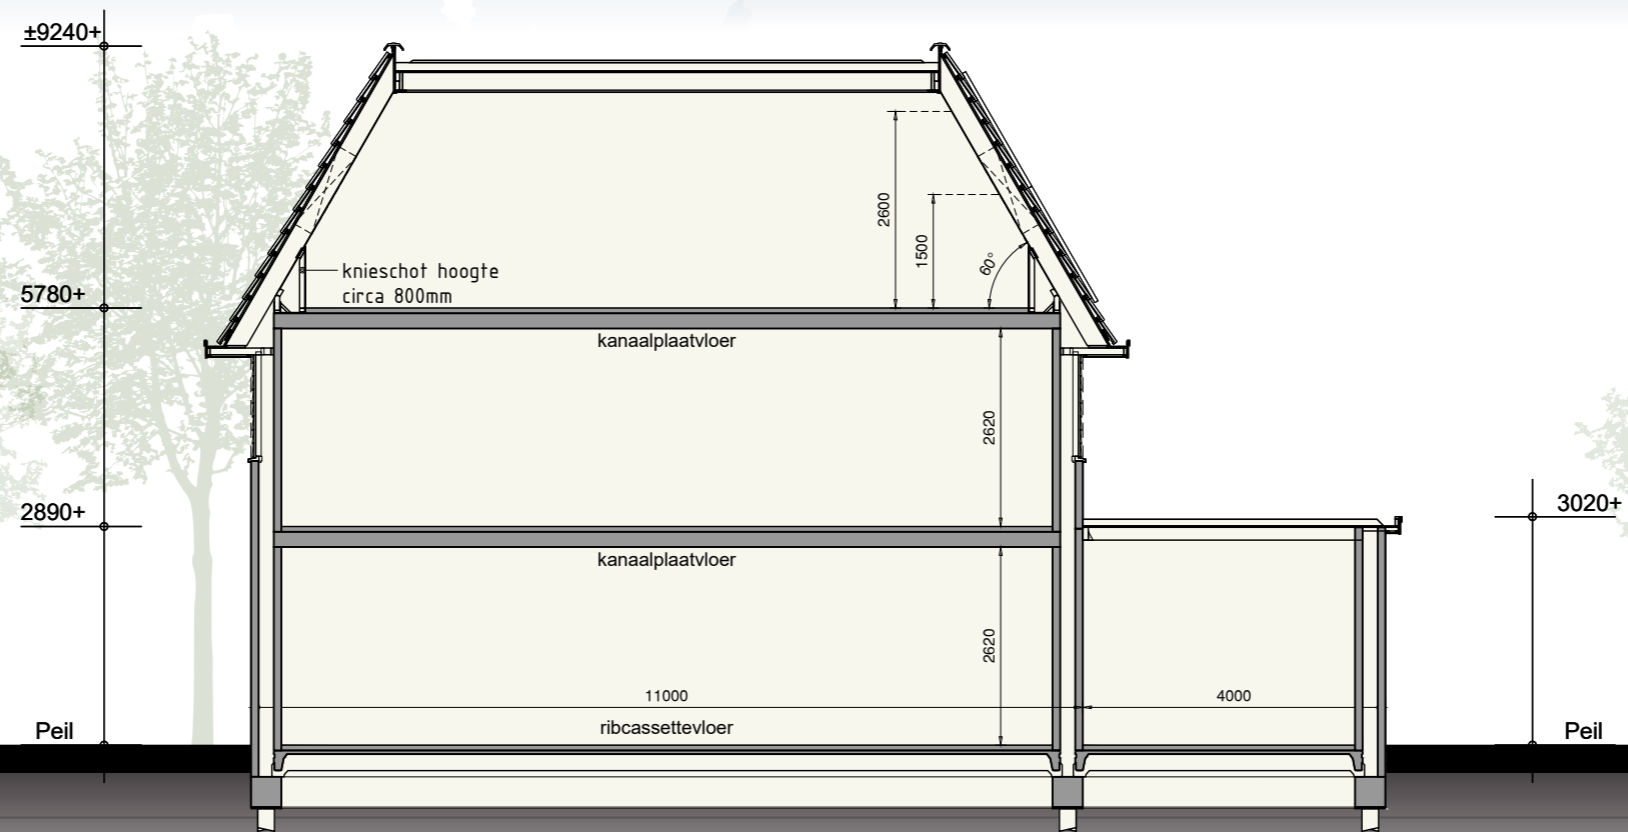 ±9240+
2600
1500
60°
knieschot hoogte
circa 800mm
5780+
kanaalplaatvloer
2620
2890+
3020+
kanaalplaatvloer
2620
11000
4000
ribcassettevloer
Peil
Peil